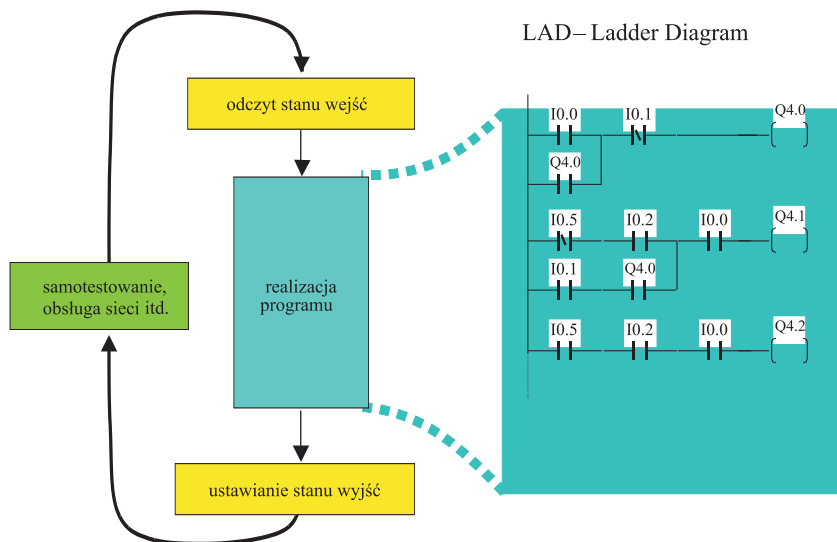 LAD– Ladder Diagram
odczyt stanu wejść
realizacja
programu
samotestowanie,
obsługa sieci itd.
ustawianie stanu wyjść
I0.0 I0.1 Q4.0
Q4.0
I0.5 I0.2 I0.0 Q4.1
I0.1 Q4.0
I0.5 I0.2 I0.0 Q4.2